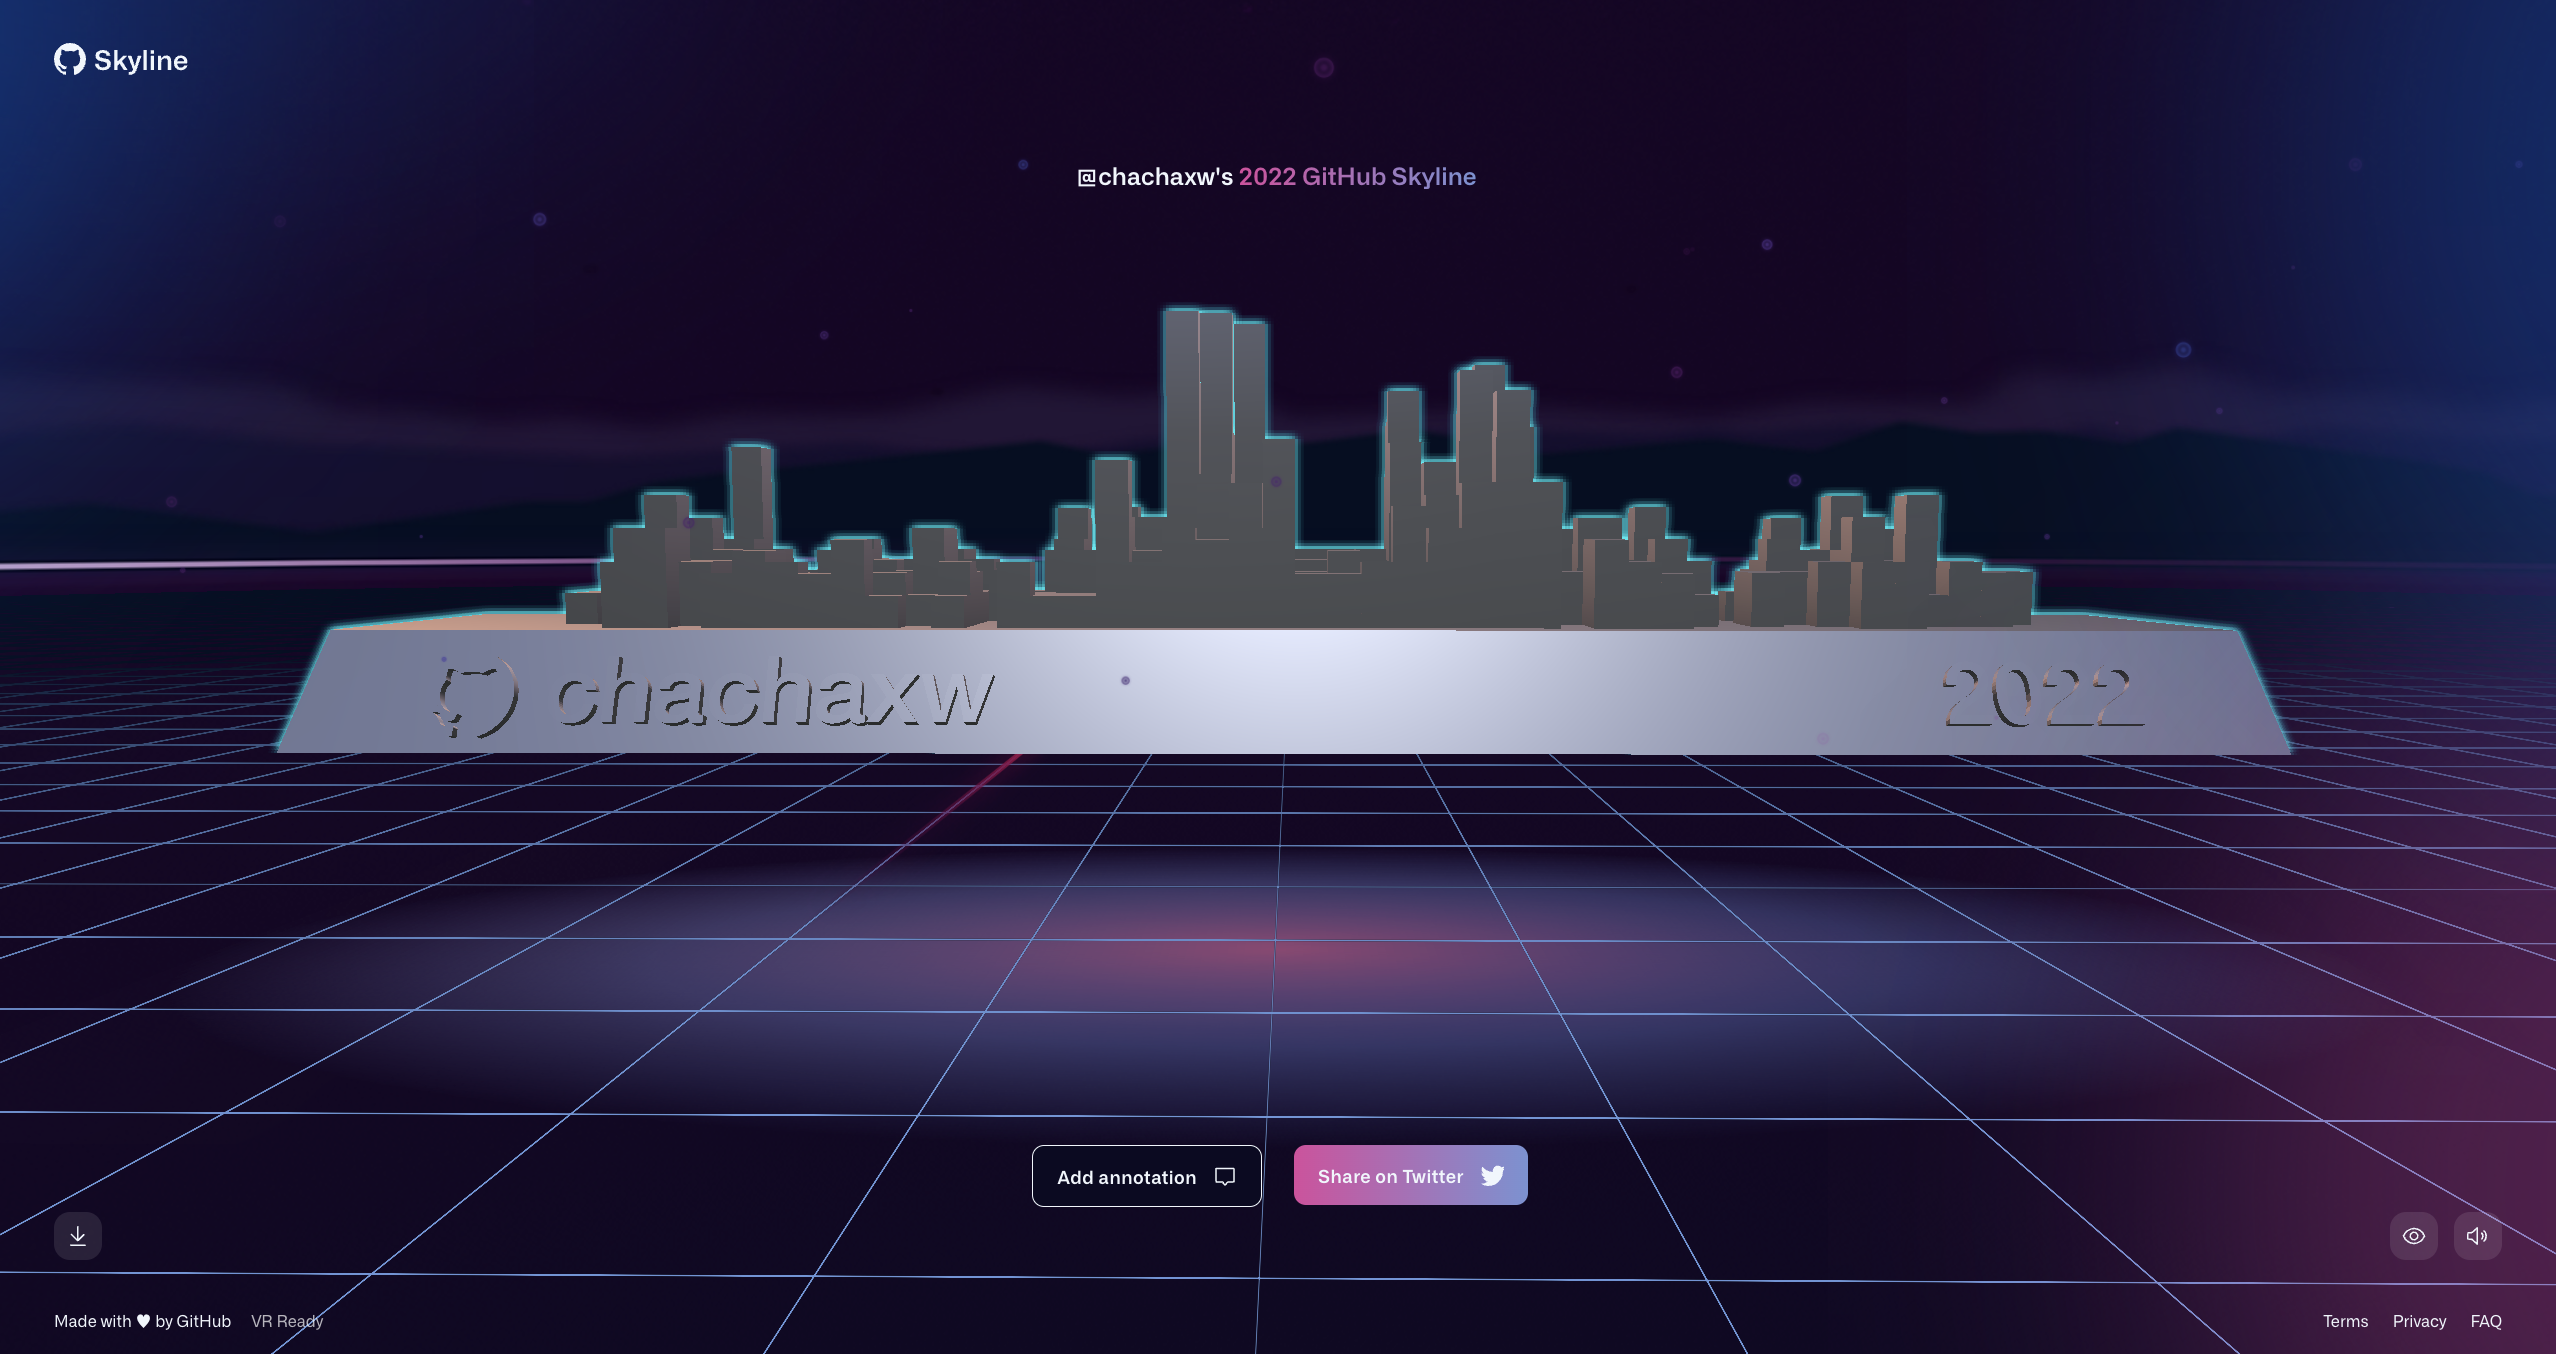 Skyline
@chachaxw's 2022 GitHub Skyline
chachaxw 2022
Add annotation
Share on Twitter
Made with ♥ by GitHub VR Ready
Terms Privacy FAQ